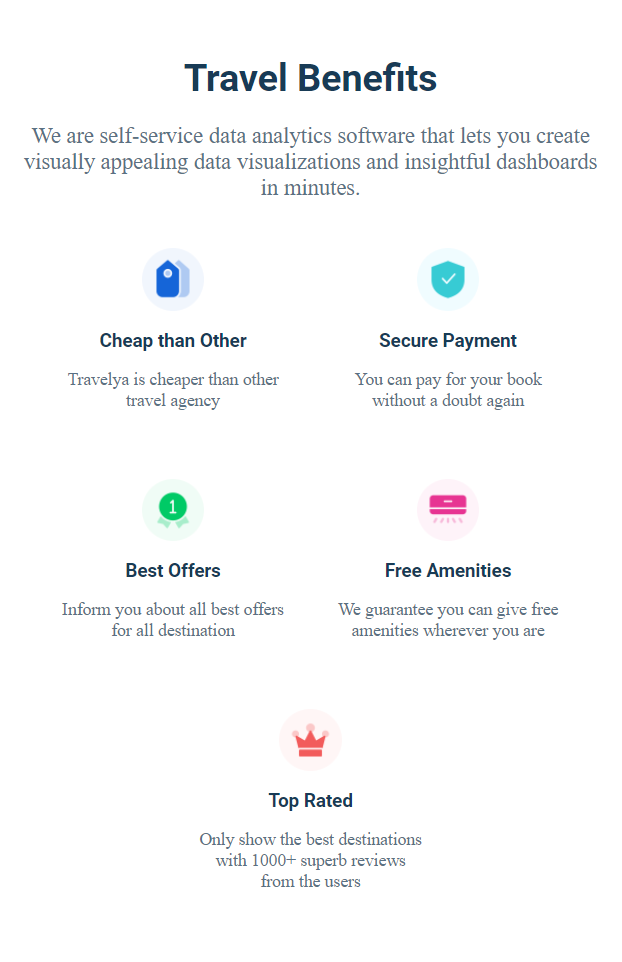 Travel Benefits
We are self-service data analytics software that lets you create
visually appealing data visualizations and insightful dashboards
in minutes.
Cheap than Other
Travelya is cheaper than other
travel agency
Secure Payment
You can pay for your book
without a doubt again
1
Best Offers
Inform you about all best offers
for all destination
Free Amenities
We guarantee you can give free
amenities wherever you are
Top Rated
Only show the best destinations
with 1000+ superb reviews
from the users